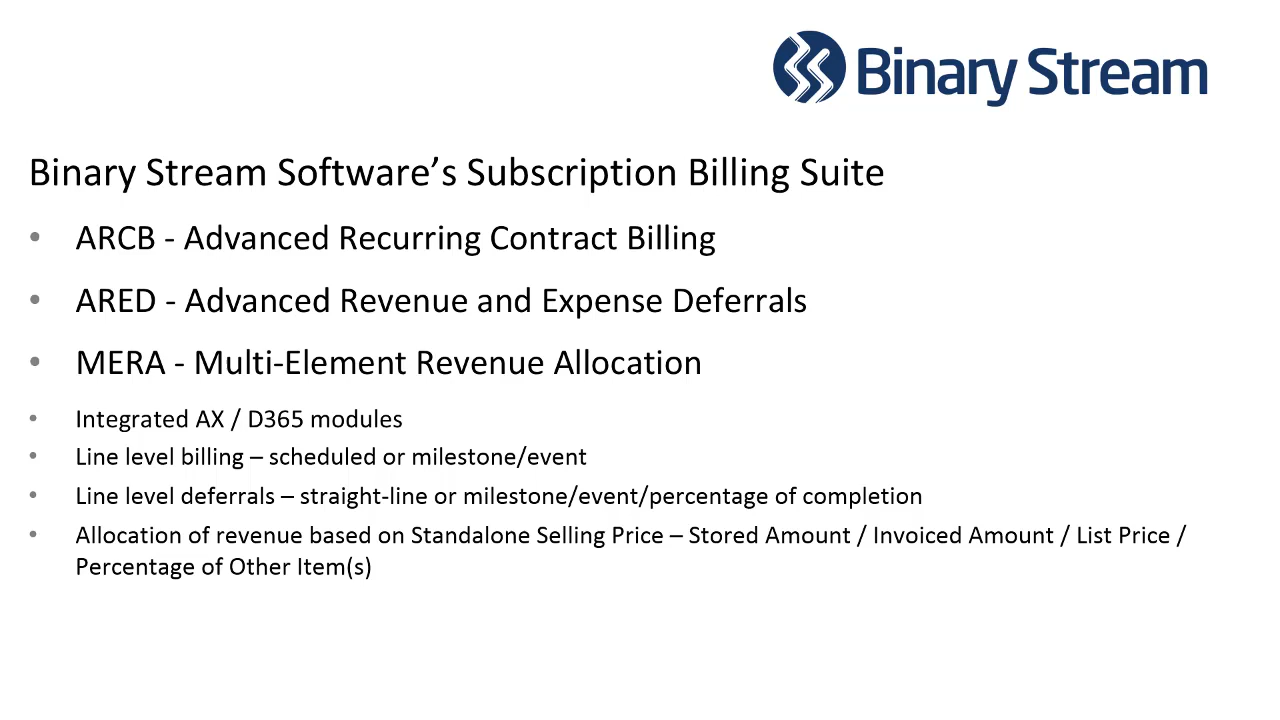 Binary Stream
Binary Stream Software’s Subscription Billing Suite
• ARCB - Advanced Recurring Contract Billing
• ARED - Advanced Revenue and Expense Deferrals
• MERA - Multi-Element Revenue Allocation
• Integrated AX / D365 modules
• Line level billing – scheduled or milestone/event
• Line level deferrals – straight-line or milestone/event/percentage of completion
• Allocation of revenue based on Standalone Selling Price – Stored Amount / Invoiced Amount / List Price /
Percentage of Other Item(s)